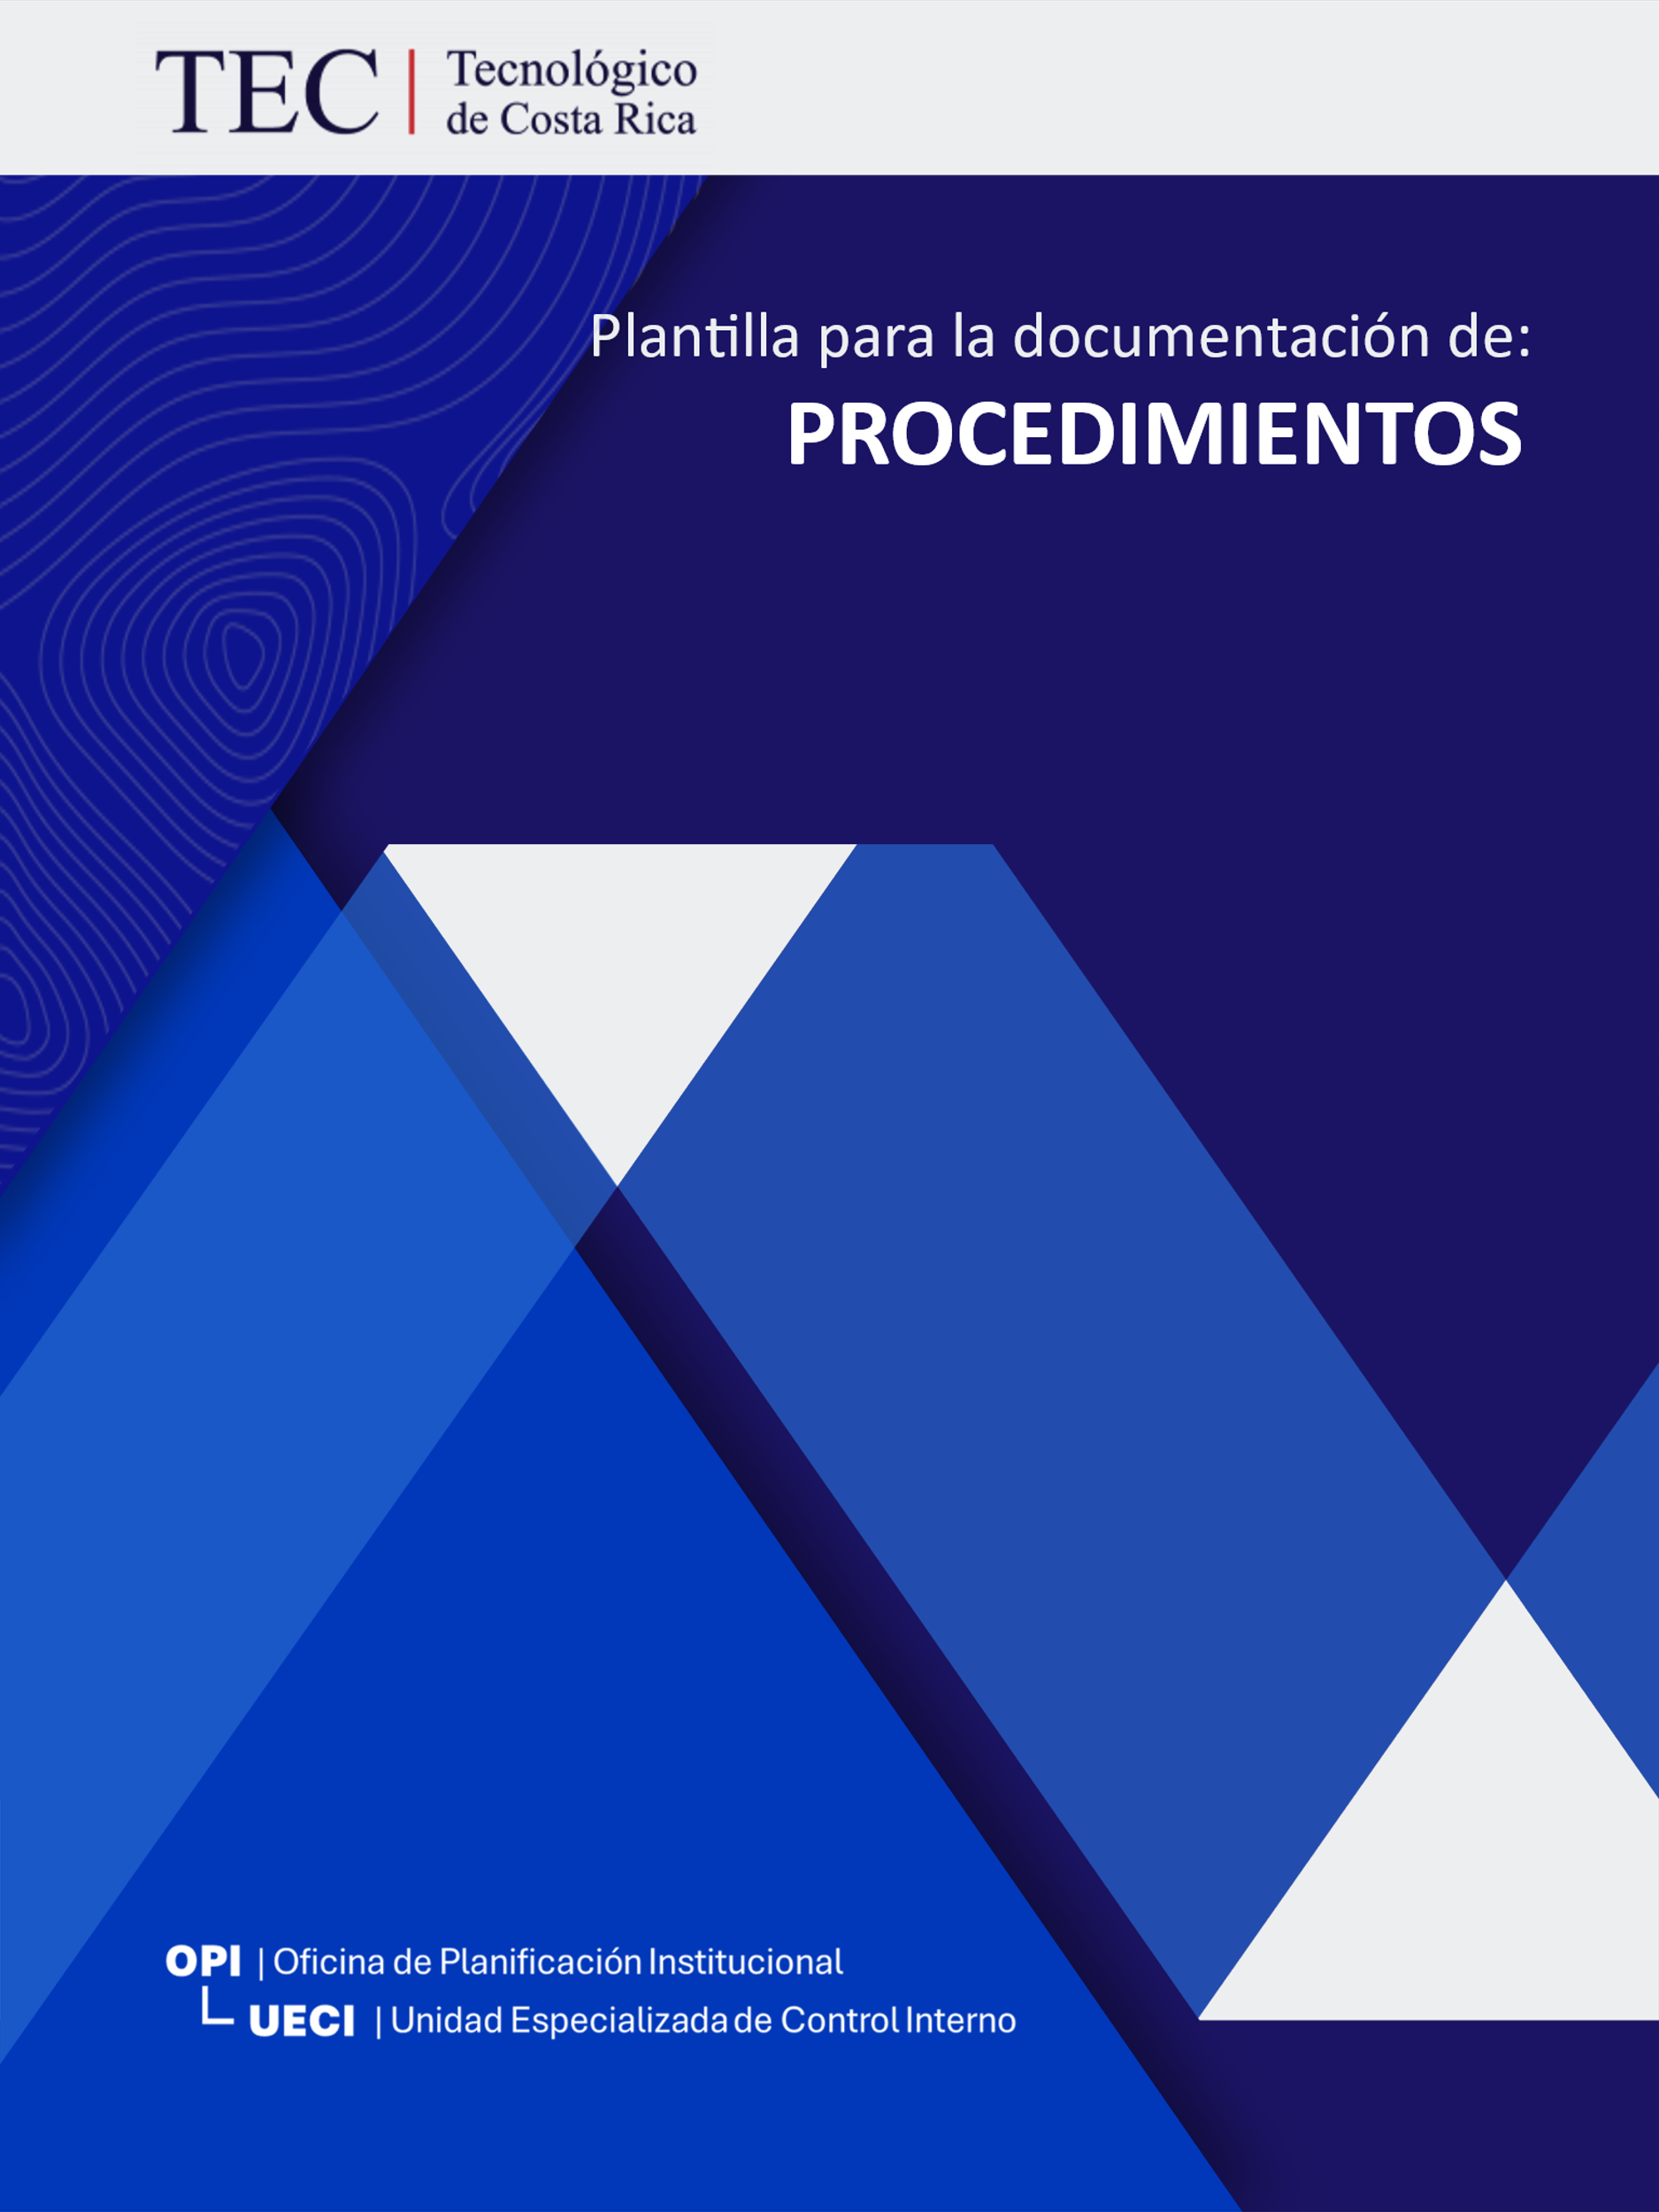 TEC | Tecnológico
de Costa Rica
Plantilla para la documentación de:
PROCEDIMIENTOS
OPI | Oficina de Planificación Institucional
UECI | Unidad Especializada de Control Interno